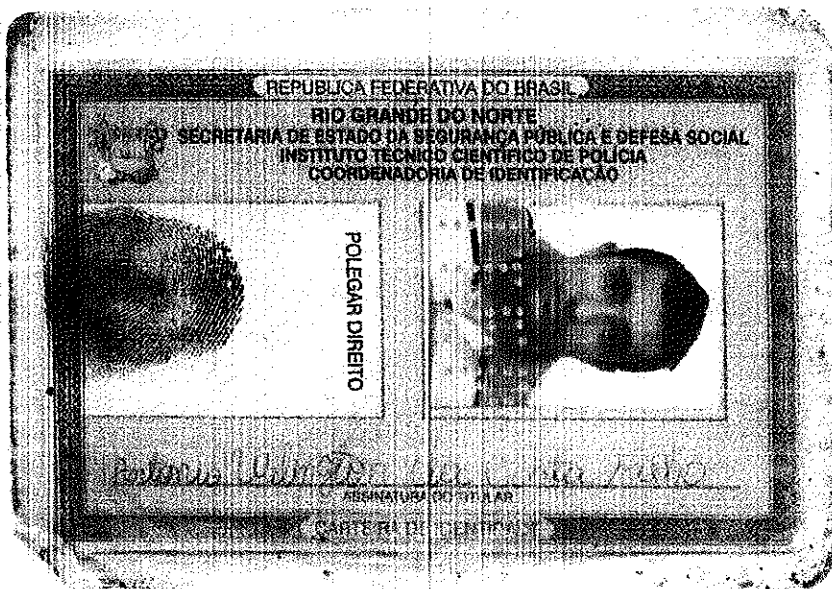 REPÚBLICA FEDERATIVA DO BRASIL
RIO GRANDE DO NORTE
SECRETARIA DE ESTADO DA SEGURANÇA PÚBLICA E DEFESA SOCIAL
INSTITUTO TÉCNICO CIENTÍFICO DE POLÍCIA
COORDENADORIA DE IDENTIFICAÇÃO
POLEGAR DIREITO
ASSINATURA DO TITULAR
CARTEIRA DE IDENTIDADE